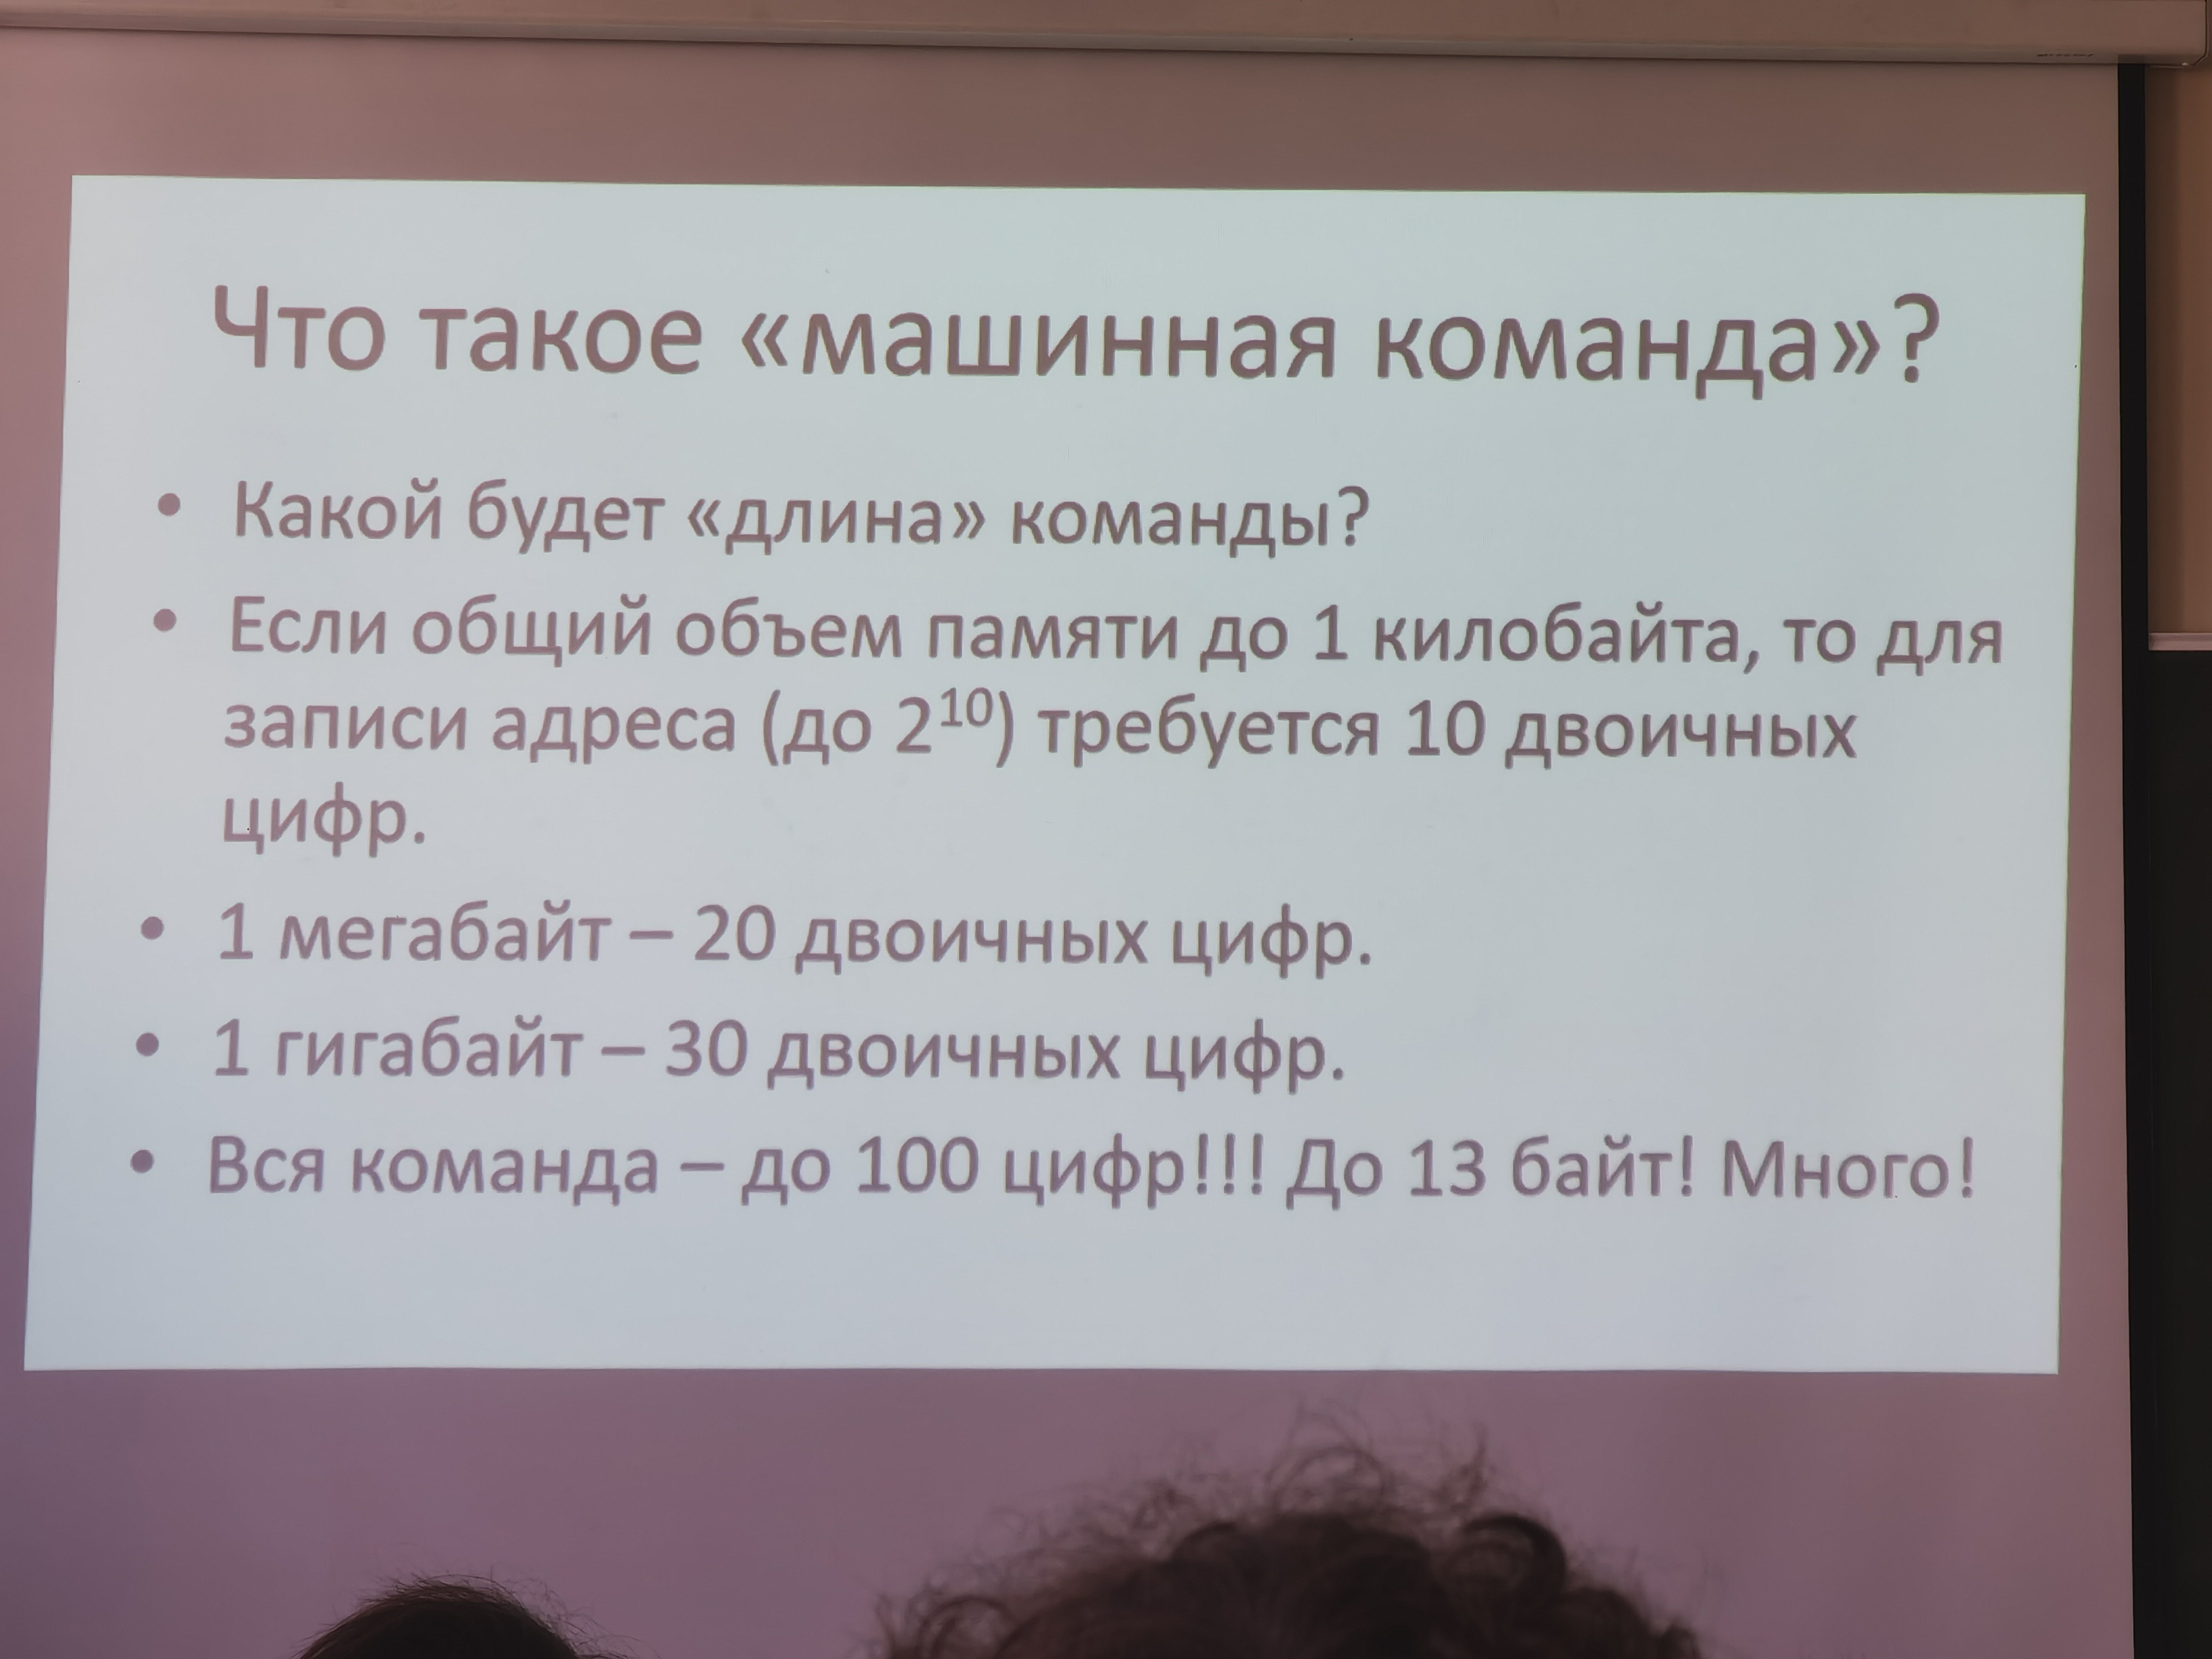 Что такое «машинная команда»?
• Какой будет «длина» команды?
• Если общий объем памяти до 1 килобайта, то для
записи адреса (до 2¹⁰) требуется 10 двоичных
цифр.
• 1 мегабайт – 20 двоичных цифр.
• 1 гигабайт – 30 двоичных цифр.
• Вся команда – до 100 цифр!!! До 13 байт! Много!